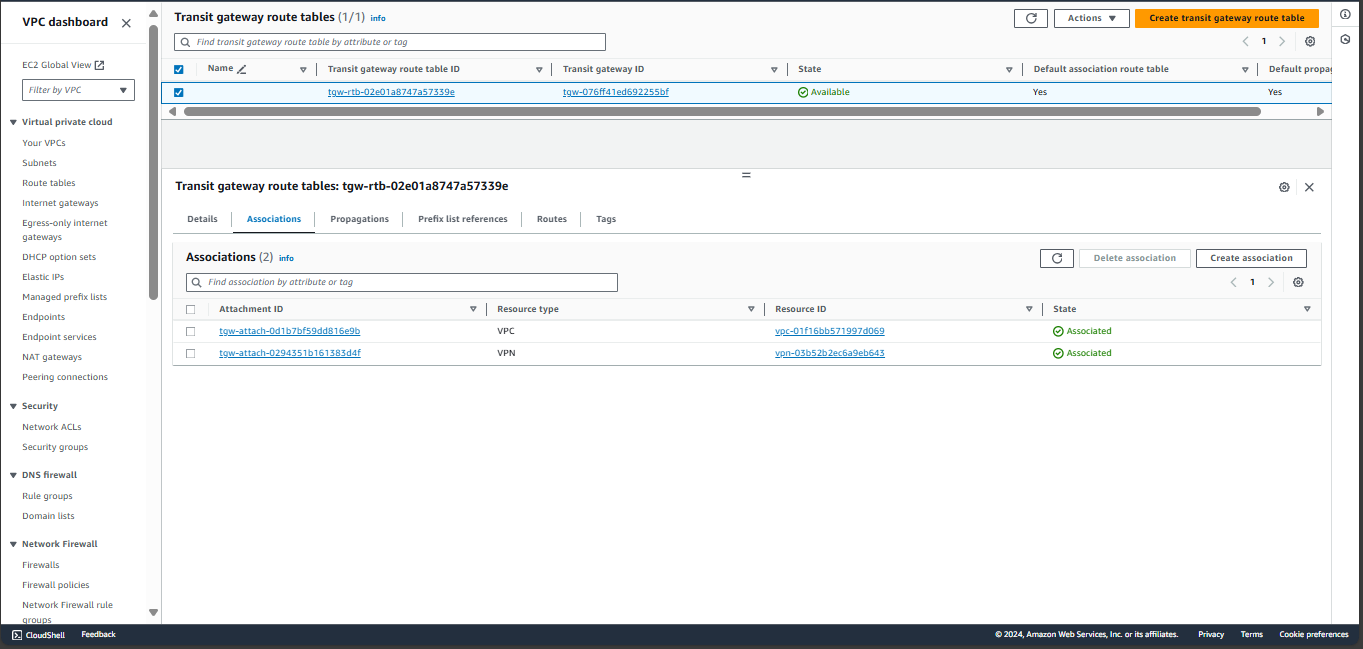 VPC dashboard
EC2 Global View
Filter by VPC
Virtual private cloud
Your VPCs
Subnets
Route tables
Internet gateways
Egress-only internet
gateways
DHCP option sets
Elastic IPs
Managed prefix lists
Endpoints
Endpoint services
NAT gateways
Peering connections
Security
Network ACLs
Security groups
DNS firewall
Rule groups
Domain lists
Network Firewall
Firewalls
Firewall policies
Network Firewall rule
groups
Transit gateway route tables (1/1) Info
Actions
Create transit gateway route table
Find transit gateway route table by attribute or tag
1
Name Transit gateway route table ID Transit gateway ID State Default association route table Default propag
tgw-rtb-02e01a8747a57339e tgw-076ff41ed692255bf Available Yes Yes
Transit gateway route tables: tgw-rtb-02e01a8747a57339e
Details Associations Propagations Prefix list references Routes Tags
Associations (2) Info
Delete association Create association
Find association by attribute or tag
1
Attachment ID Resource type Resource ID State
tgw-attach-0d1b7bf59dd816e9b VPC vpc-01f16bb571997d069 Associated
tgw-attach-0294351b161383d4f VPN vpn-03b52b2ec6a9eb643 Associated
CloudShell Feedback © 2024, Amazon Web Services, Inc. or its affiliates. Privacy Terms Cookie preferences